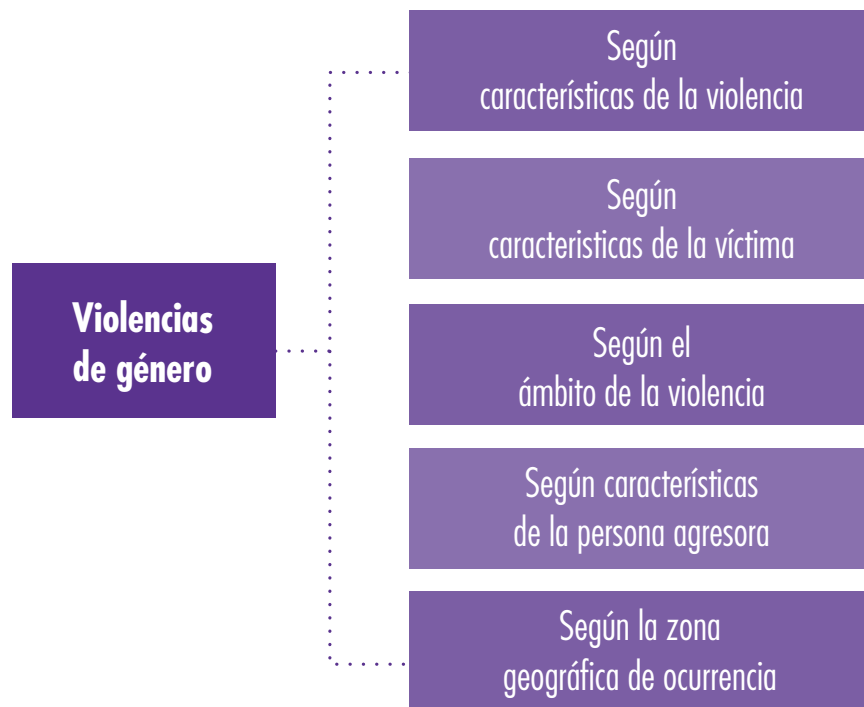 Según
características de la violencia
Según
caracteristicas de la víctima
Violencias
de género
Según el
ámbito de la violencia
Según características
de la persona agresora
Según la zona
geográfica de ocurrencia